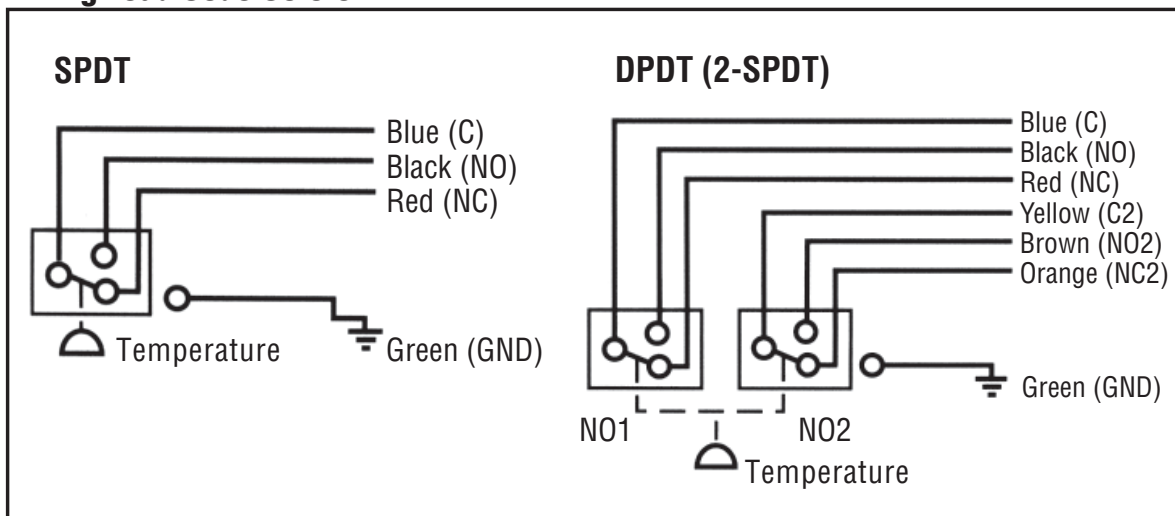 SPDT
Blue (C)
Black (NO)
Red (NC)
Temperature
Green (GND)
DPDT (2-SPDT)
Blue (C)
Black (NO)
Red (NC)
Yellow (C2)
Brown (NO2)
Orange (NC2)
Green (GND)
NO1
NO2
Temperature